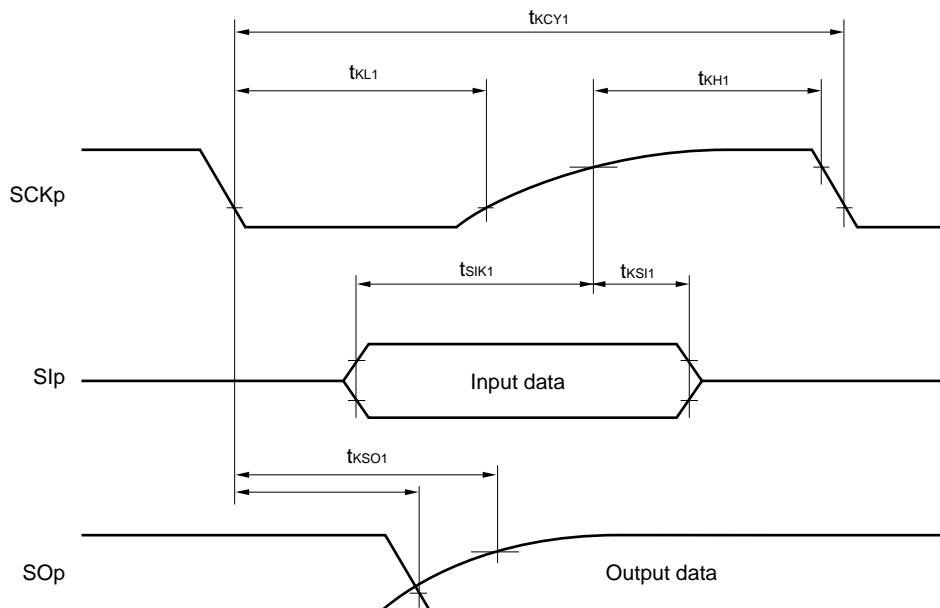 tKCY1
tKL1
tKH1
SCKp
tSIK1
tKSI1
SIp
Input data
tKSO1
SOp
Output data